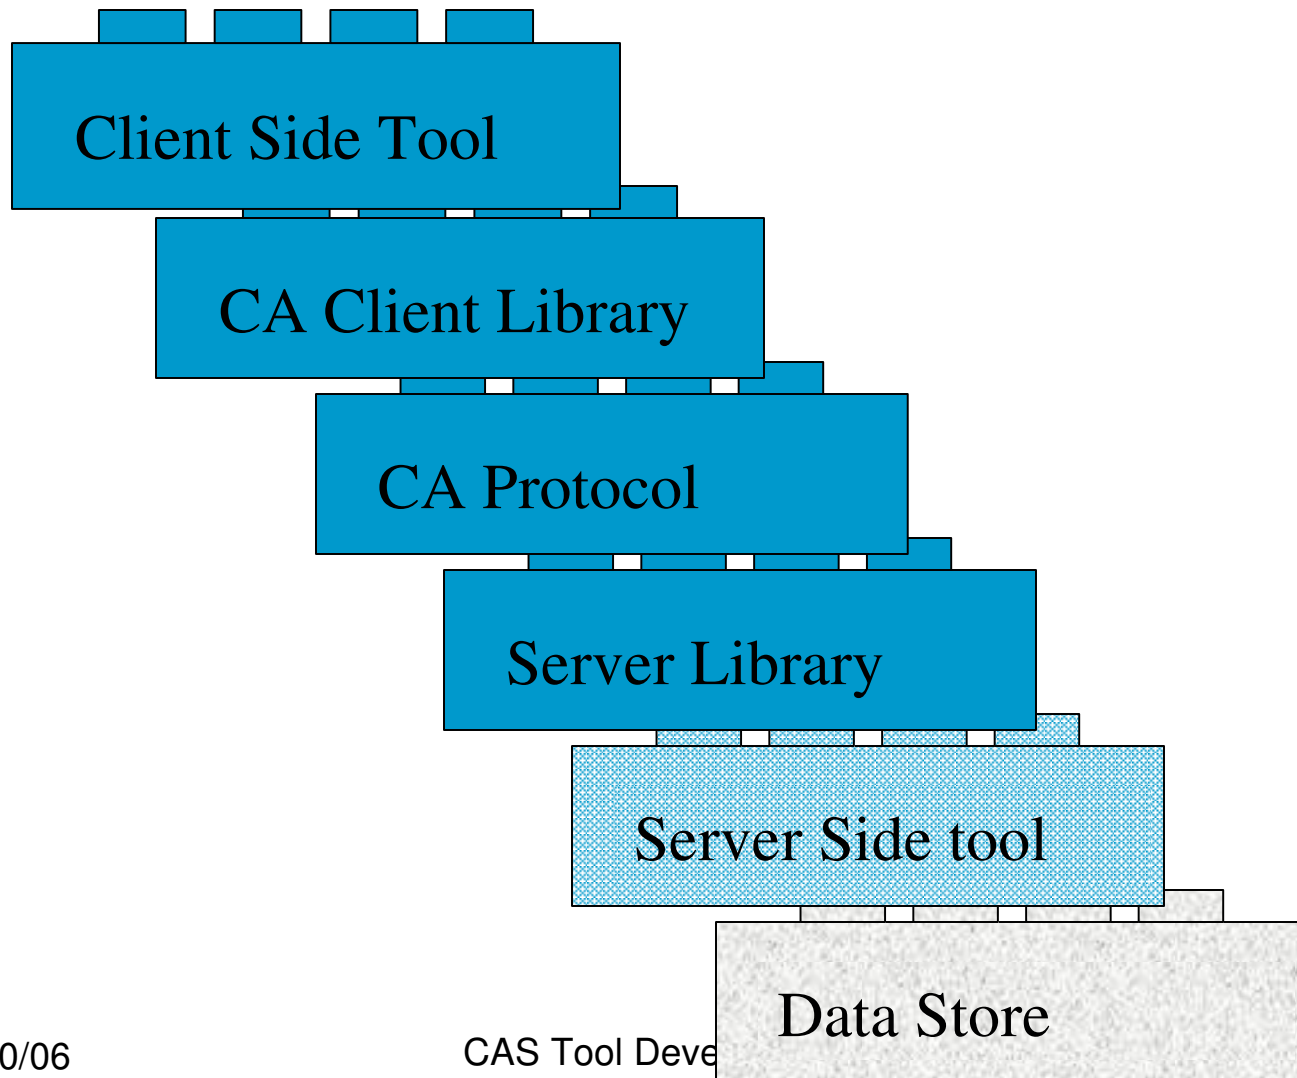 Client Side Tool
CA Client Library
CA Protocol
Server Library
Server Side tool
Data Store
0/06
CAS Tool